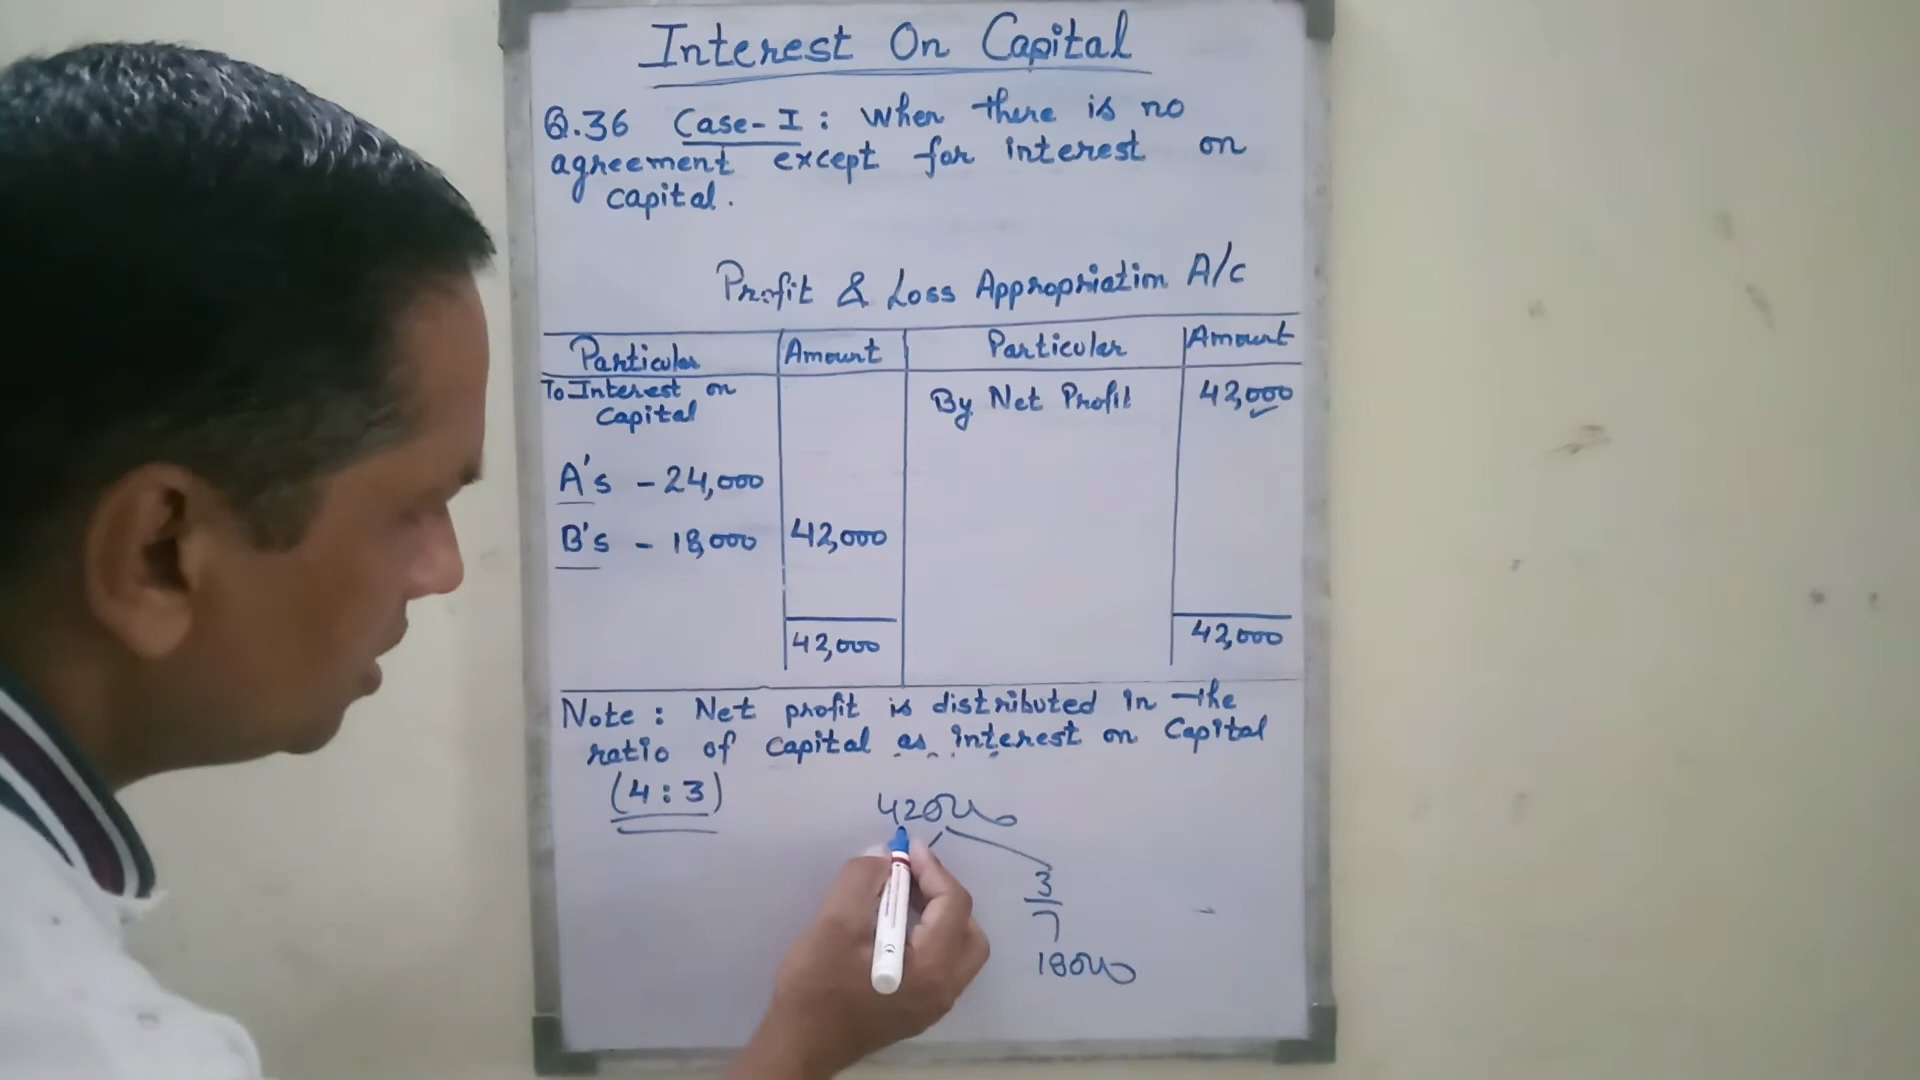 Interest On Capital
Q.36 Case-I: When there is no
agreement except for interest on
capital.
Profit & Loss Appropriation A/c
Particular Amount Particular Amount
To Interest on
Capital
By Net Profit 42,000
A's - 24,000
B's - 18,000 42,000
42,000 42,000
Note: Net profit is distributed in the
ratio of capital as interest on Capital
(4:3)
42000
3
7
18000